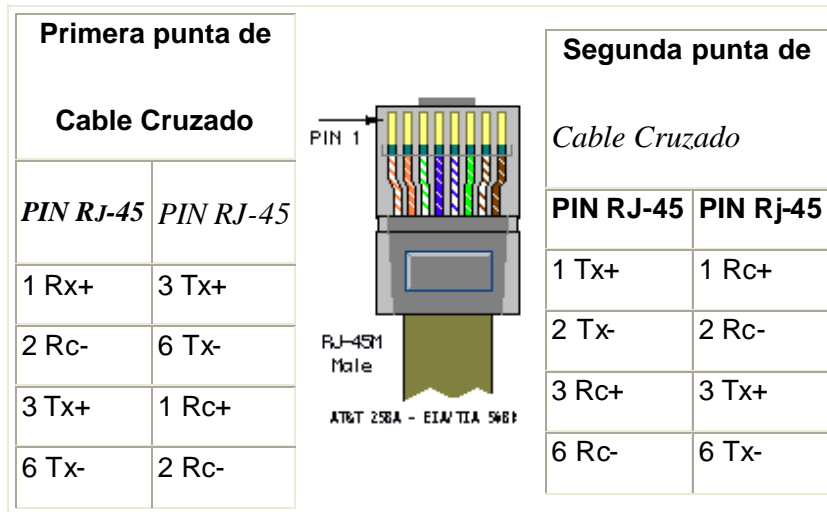 Primera punta de
Cable Cruzado
PIN RJ-45 PIN RJ-45
1 Rx+ 3 Tx+
2 Rc- 6 Tx-
3 Tx+ 1 Rc+
6 Tx- 2 Rc-
PIN 1
RJ-45M
Male
AT&T 258A - EIA/TIA
Segunda punta de
Cable Cruzado
PIN RJ-45 PIN Rj-45
1 Tx+ 1 Rc+
2 Tx- 2 Rc-
3 Rc+ 3 Tx+
6 Rc- 6 Tx-